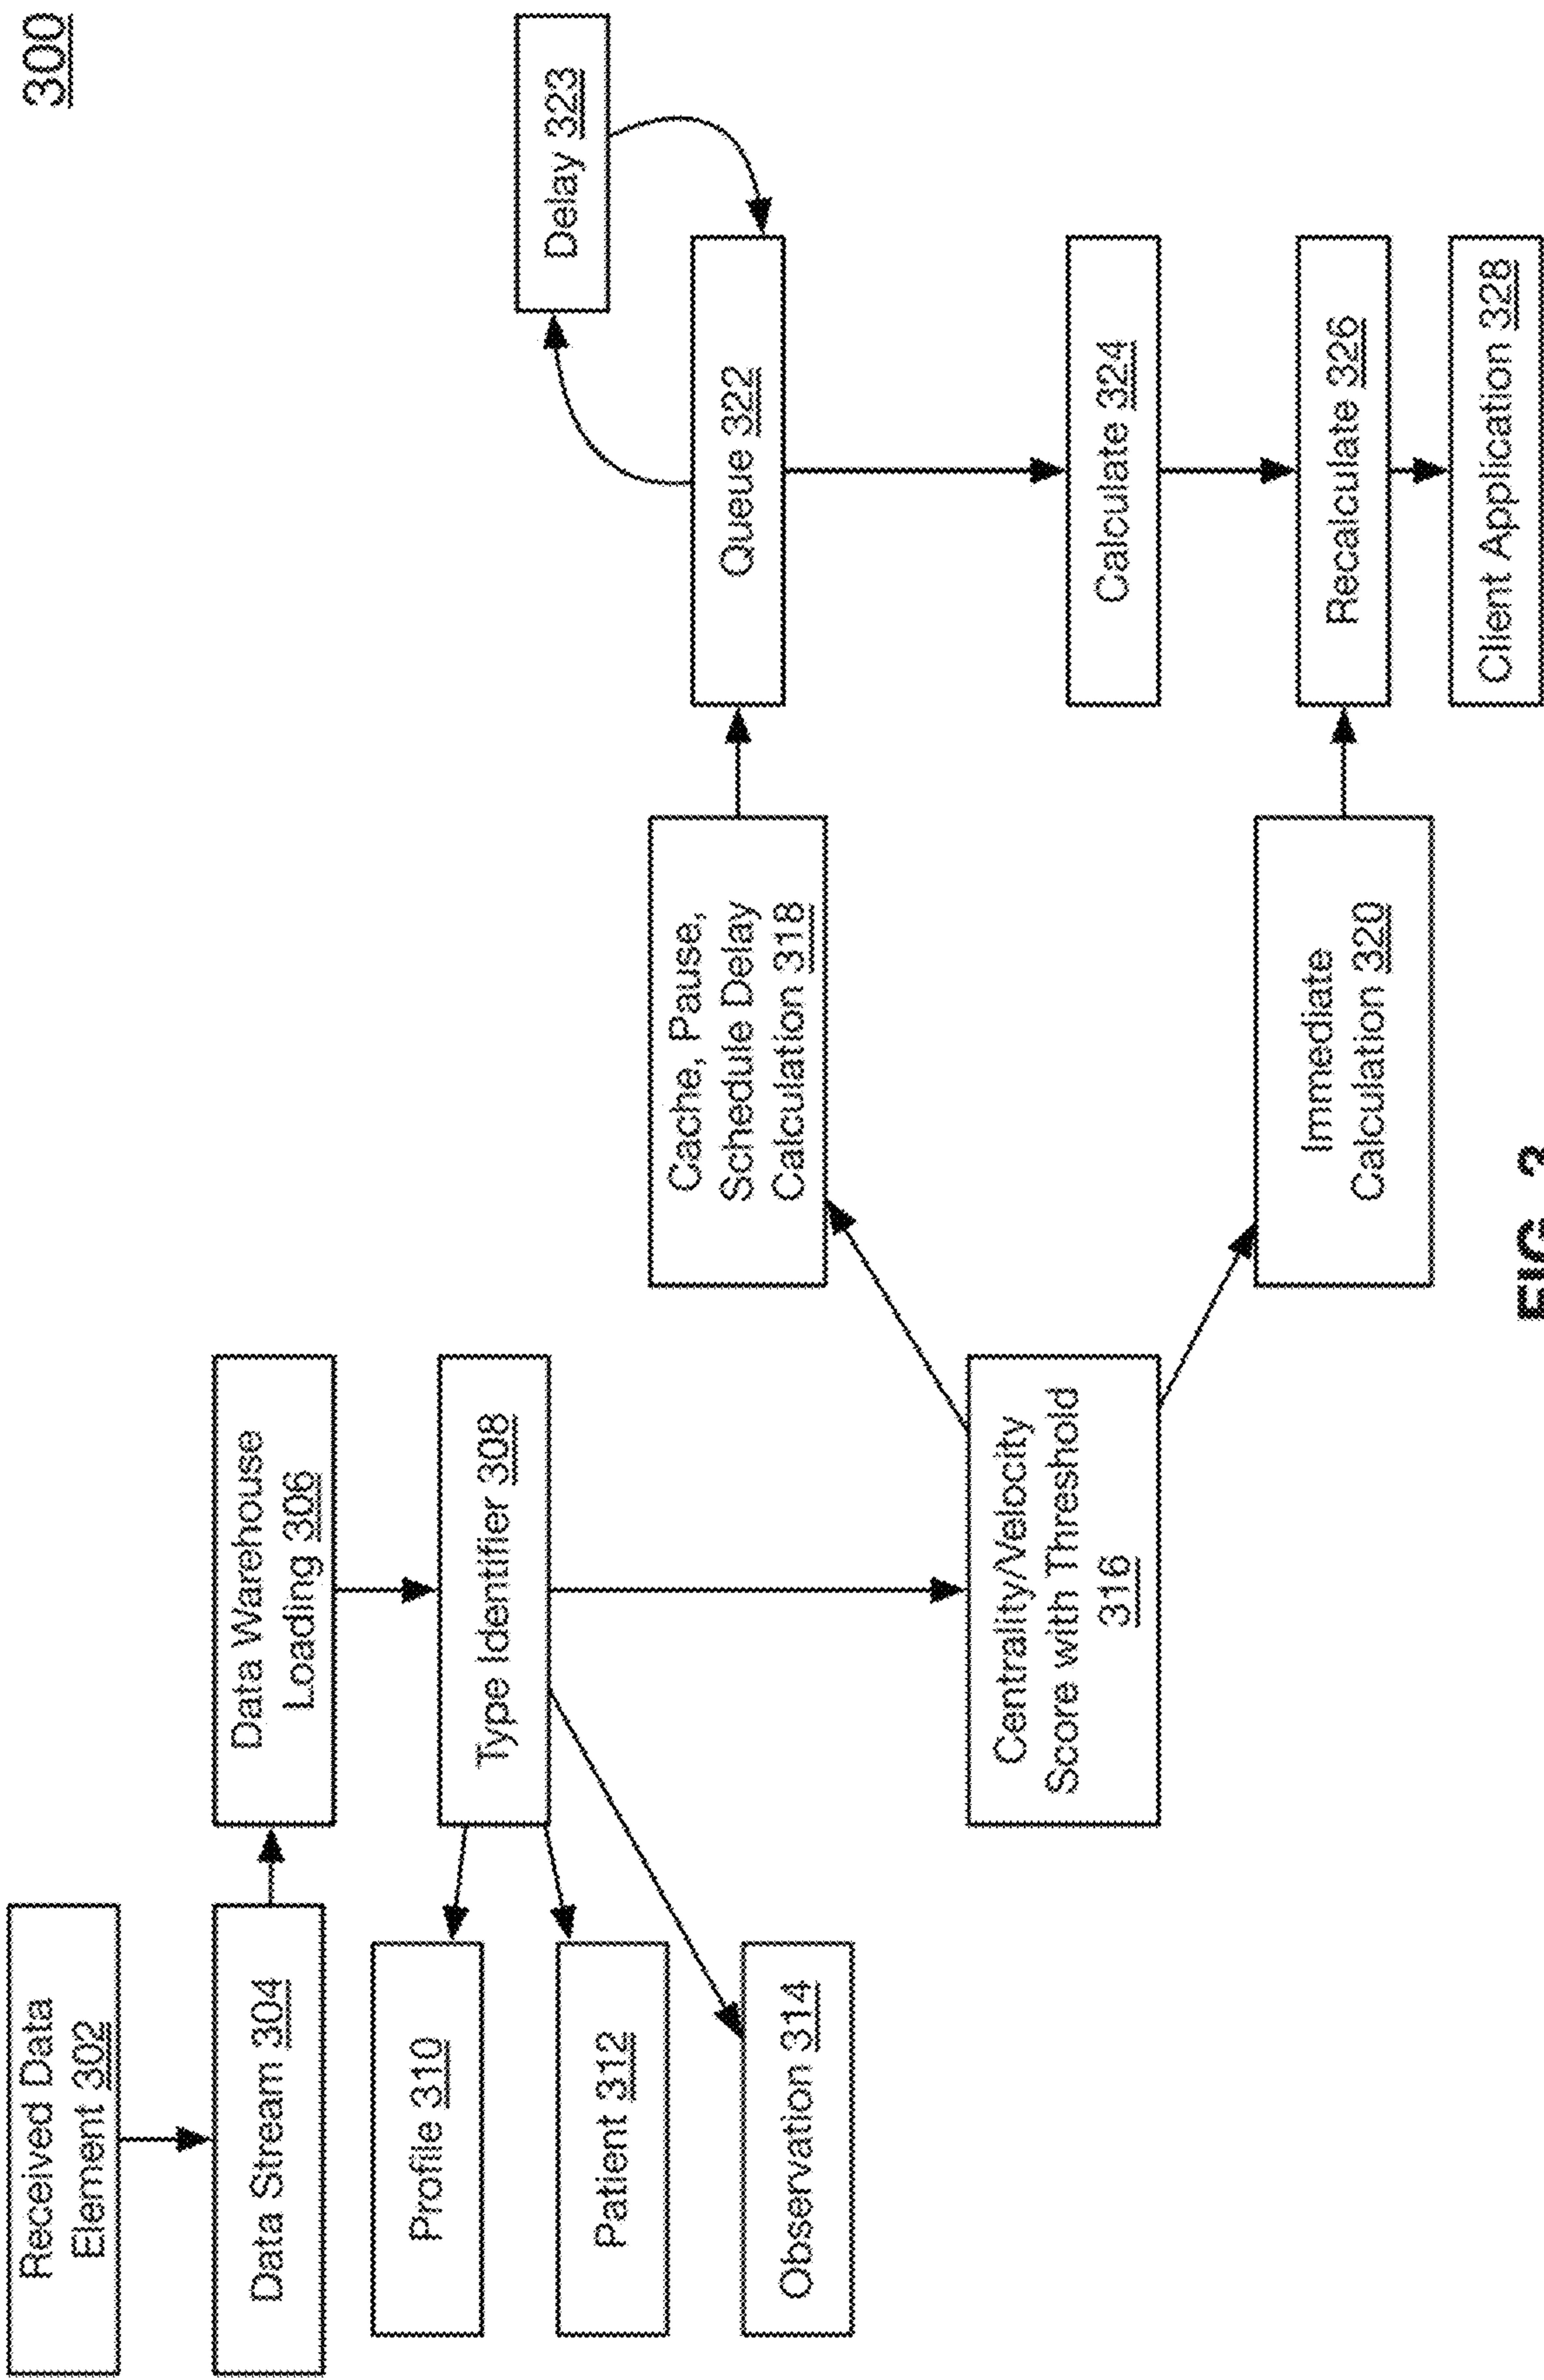 300
Received Data
Element 302
Data Stream 304
Data Warehouse
Loading 306
Type Identifier 308
Profile 310
Patient 312
Observation 314
Centrality/Velocity
Score with Threshold
316
Cache, Pause,
Schedule Delay
Calculation 318
Immediate
Calculation 320
Delay 323
Queue 322
Calculate 324
Recalculate 326
Client Application 328
FIG. 3